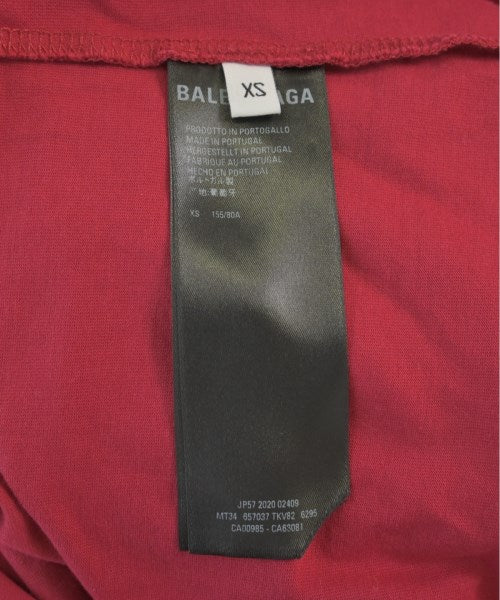 XS
BALE AGA
PRODOTTO IN PORTOGALLO
MADE IN PORTUGAL
HERGESTELLT IN PORTUGAL
FABRIQUE AU PORTUGAL
HECHO EN PORTUGAL
ポルトガル製
产地:葡萄牙
XS 155/80A
JP57 2020 02409
MT34 657037 TKV82 6295
CA00985 - CA63081